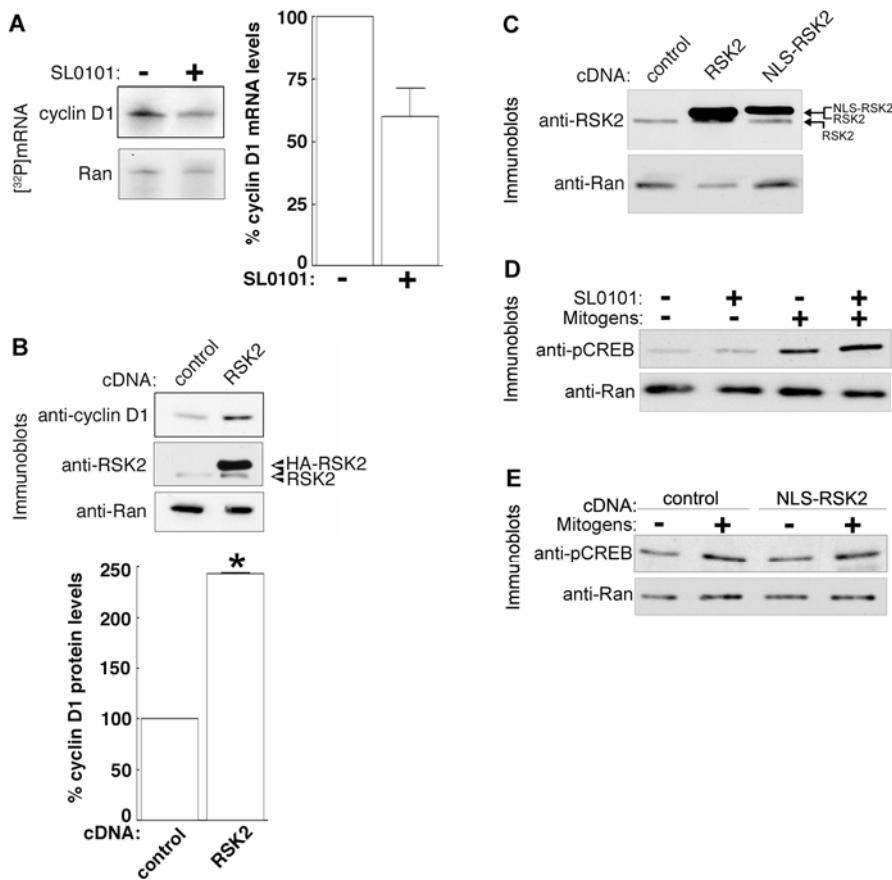 A
SL0101: - +
cyclin D1
Ran
[³²P]mRNA
% cyclin D1 mRNA levels
100
75
50
25
0
SL0101: - +
B
cDNA: control RSK2
anti-cyclin D1
anti-RSK2
HA-RSK2
RSK2
anti-Ran
Immunoblots
% cyclin D1 protein levels
250
200
150
100
50
0
*
cDNA: control RSK2
C
cDNA: control RSK2 NLS-RSK2
anti-RSK2
NLS-RSK2
RSK2
RSK2
anti-Ran
Immunoblots
D
SL0101: - + - +
Mitogens: - - + +
anti-pCREB
anti-Ran
Immunoblots
E
cDNA: control NLS-RSK2
Mitogens: - + - +
anti-pCREB
anti-Ran
Immunoblots